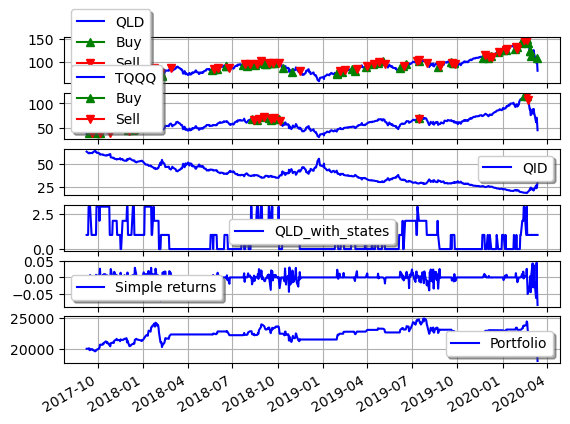 QLD
Buy
Sell
150
100
TQQQ
Buy
Sell
100
50
50
25
QID
2.5
0.0
QLD_with_states
0.05
0.00
−0.05
Simple returns
25000
20000
Portfolio
2017-10
2018-01
2018-04
2018-07
2018-10
2019-01
2019-04
2019-07
2019-10
2020-01
2020-04